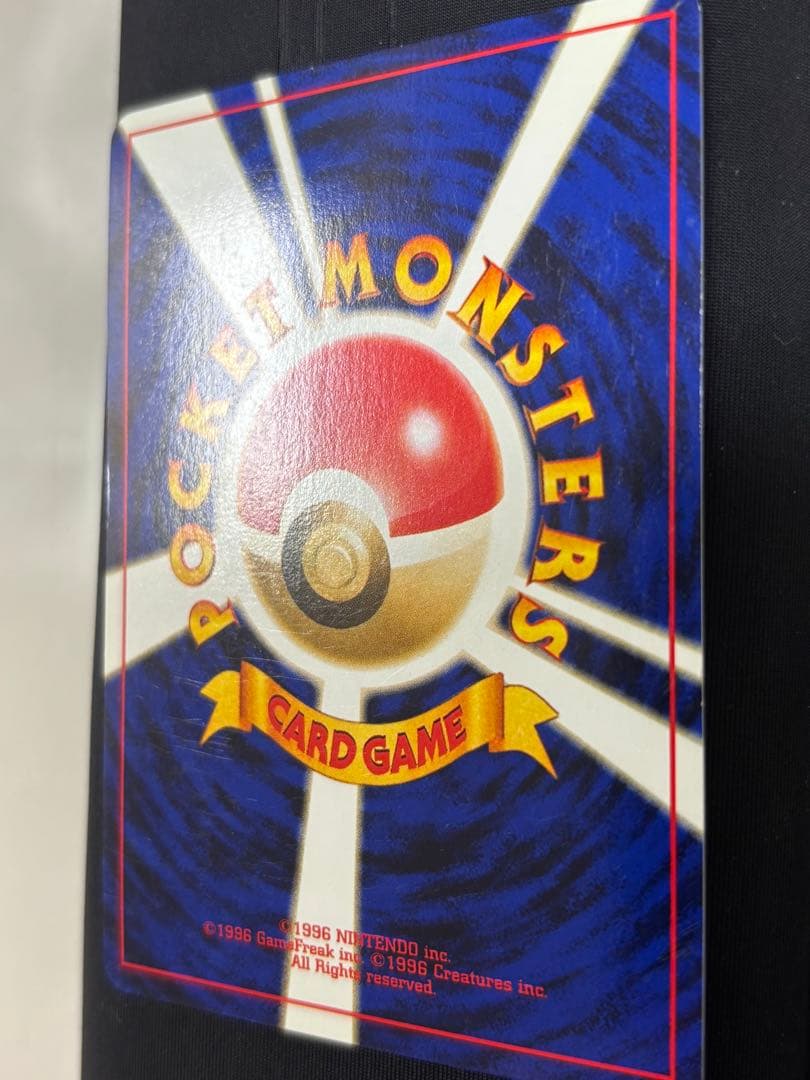 POCKET MONSTERS
CARD GAME
©1996 NINTENDO inc.
©1996 GameFreak inc. ©1996 Creatures inc.
All Rights reserved.